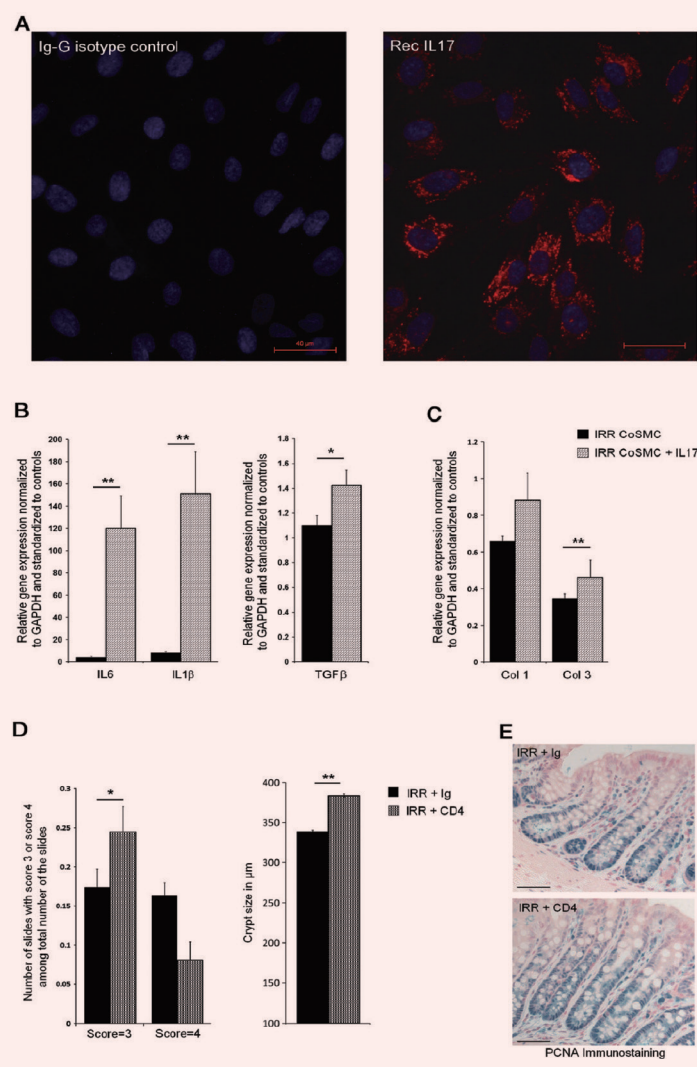 A
Ig-G isotype control
Rec IL17
40 µm
B
Relative gene expression normalized
to GAPDH and standardized to controls
200
180
160
140
120
100
80
60
40
20
0
**
**
IL6
IL1β
Relative gene expression normalized
to GAPDH and standardized to controls
1.8
1.6
1.4
1.2
1
0.8
0.6
0.4
0.2
0
*
TGFβ
C
IRR CoSMC
IRR CoSMC + IL17
Relative gene expression normalized
to GAPDH and standardized to controls
1.2
1
0.8
0.6
0.4
0.2
0
**
Col 1
Col 3
D
Number of slides with score 3 or score 4
among total number of the slides
0.3
0.25
0.2
0.15
0.1
0.05
0
*
Score=3
Score=4
Crypt size in µm
400
350
300
250
200
150
100
**
IRR + Ig
IRR + CD4
E
IRR + Ig
IRR + CD4
PCNA Immunostaining